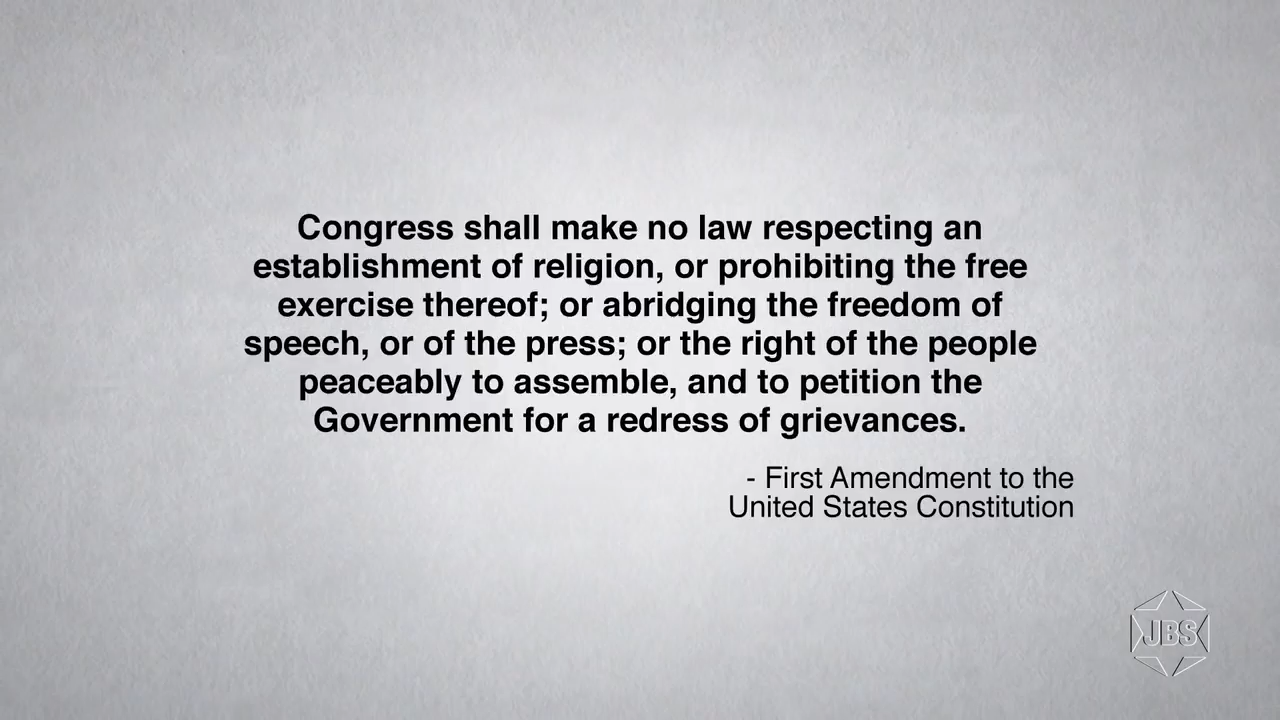 Congress shall make no law respecting an
establishment of religion, or prohibiting the free
exercise thereof; or abridging the freedom of
speech, or of the press; or the right of the people
peaceably to assemble, and to petition the
Government for a redress of grievances.
- First Amendment to the
United States Constitution
JBS